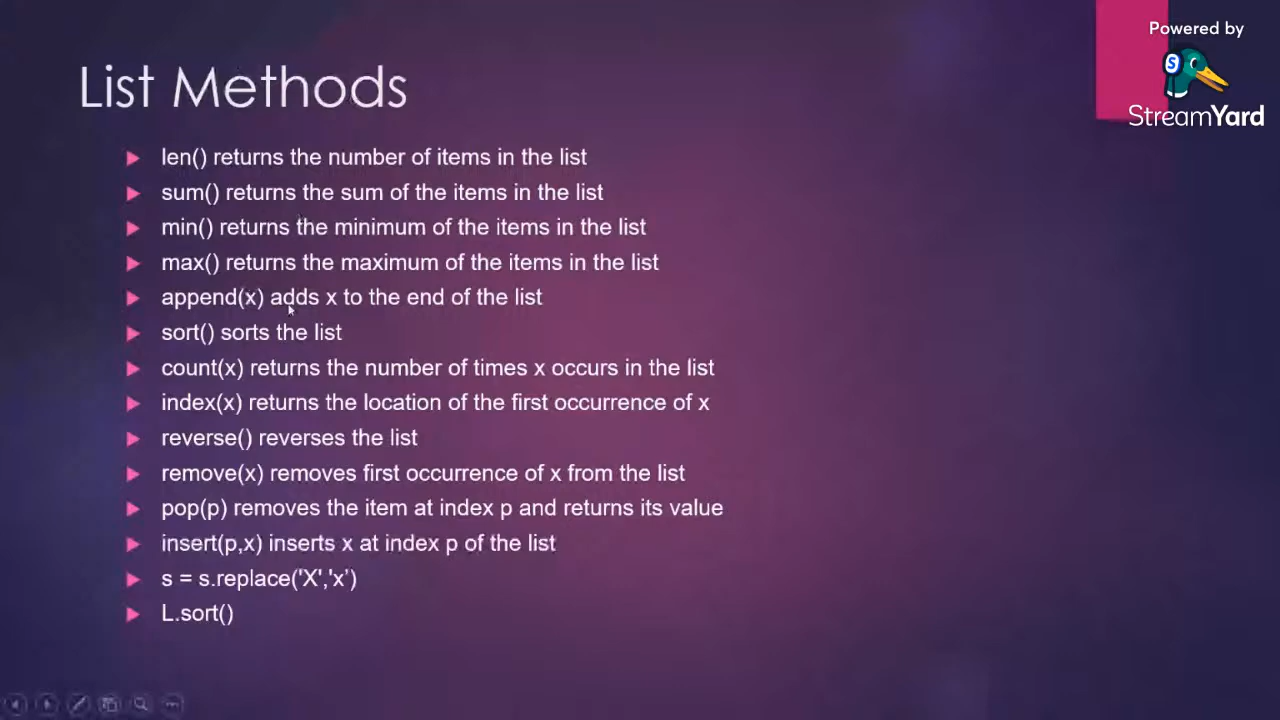 Powered by
StreamYard
List Methods
len() returns the number of items in the list
sum() returns the sum of the items in the list
min() returns the minimum of the items in the list
max() returns the maximum of the items in the list
append(x) adds x to the end of the list
sort() sorts the list
count(x) returns the number of times x occurs in the list
index(x) returns the location of the first occurrence of x
reverse() reverses the list
remove(x) removes first occurrence of x from the list
pop(p) removes the item at index p and returns its value
insert(p,x) inserts x at index p of the list
s = s.replace('X','x’)
L.sort()